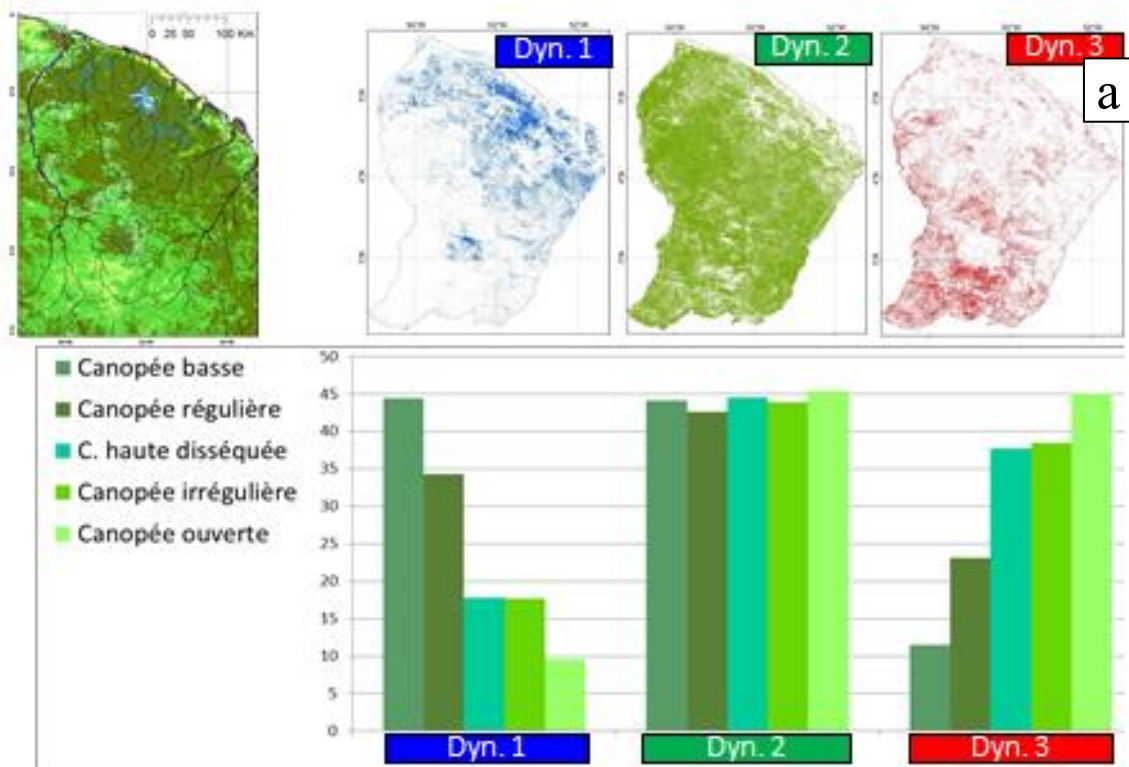 0 25 50 100 Km
Dyn. 1
Dyn. 2
Dyn. 3
a
Canopée basse
Canopée régulière
C. haute disséquée
Canopée irrégulière
Canopée ouverte
50
45
40
35
30
25
20
15
10
5
0
Dyn. 1
Dyn. 2
Dyn. 3